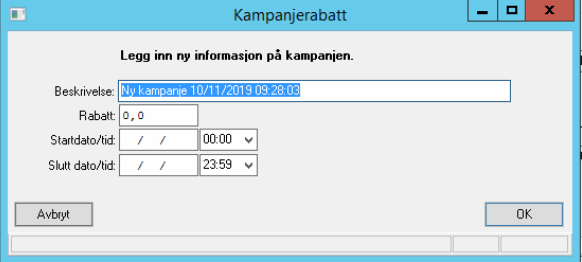 Kampanjerabatt
Legg inn ny informasjon på kampanjen.
Beskrivelse: Ny kampanje 10/11/2019 09:28:03
Rabatt: 0,0
Startdato/tid: / / 00:00
Slutt dato/tid: / / 23:59
Avbryt OK